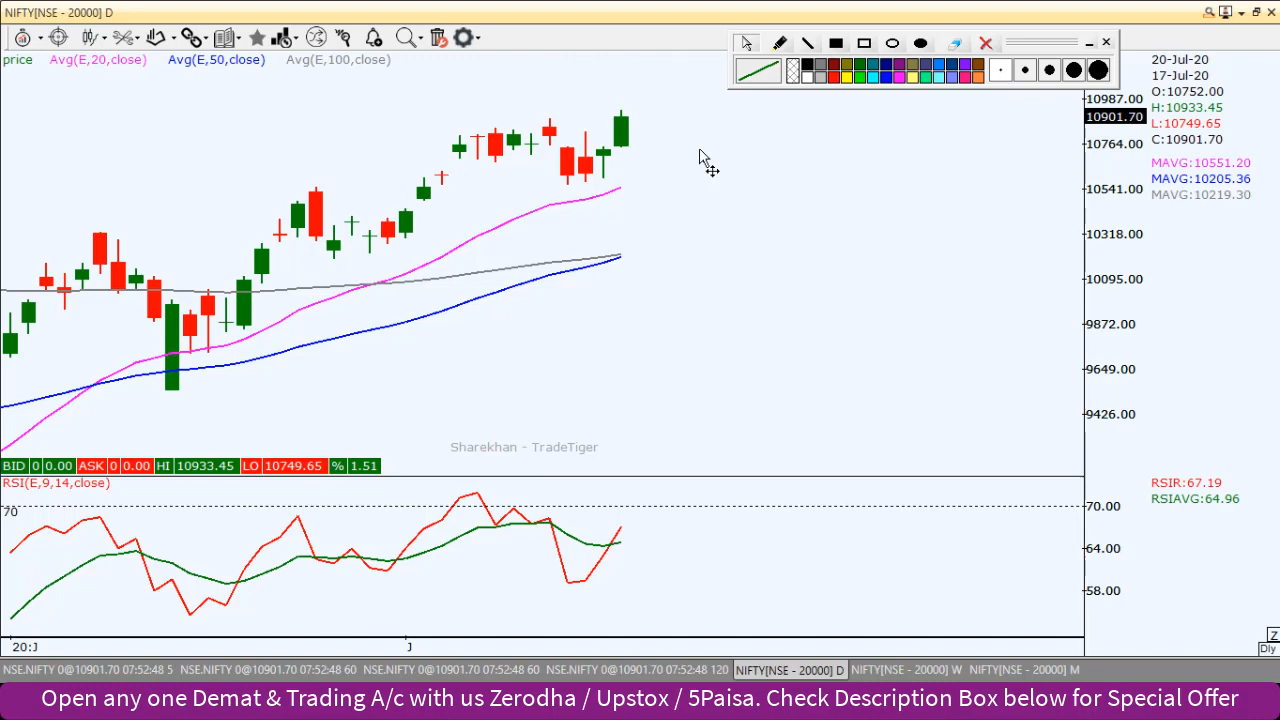 NIFTY[NSE - 20000] D
price Avg(E,20,close) Avg(E,50,close) Avg(E,100,close)
20-Jul-20
17-Jul-20
O:10752.00
H:10933.45
L:10749.65
C:10901.70
MAVG:10551.20
MAVG:10205.36
MAVG:10219.30
10987.00
10901.70
10764.00
10541.00
10318.00
10095.00
9872.00
9649.00
9426.00
Sharekhan - TradeTiger
BID 0 0.00 ASK 0 0.00 HI 10933.45 LO 10749.65 % 1.51
RSI(E,9,14,close)
RSIR:67.19
RSIAVG:64.96
70
70.00
64.00
58.00
20:J J
Z
Dly
NSE.NIFTY 0@10901.70 07:52:48 5 NSE.NIFTY 0@10901.70 07:52:48 60 NSE.NIFTY 0@10901.70 07:52:48 60 NSE.NIFTY 0@10901.70 07:52:48 120 NIFTY[NSE - 20000] D NIFTY[NSE - 20000] W NIFTY[NSE - 20000] M
Open any one Demat & Trading A/c with us Zerodha / Upstox / 5Paisa. Check Description Box below for Special Offer